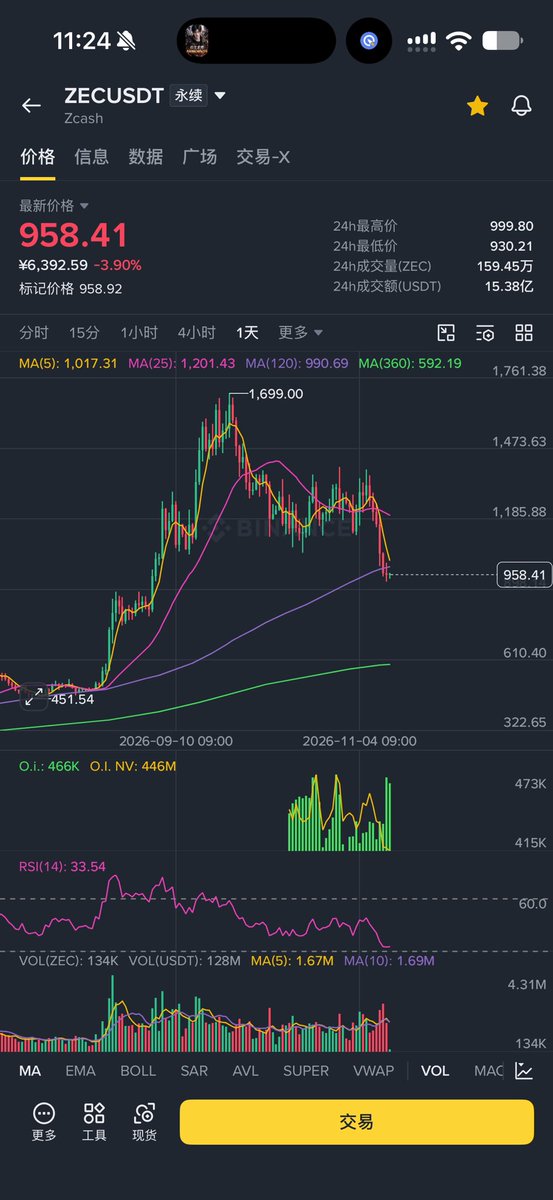 11:24
ZECUSDT 永续
Zcash
价格 信息 数据 广场 交易-X
最新价格
958.41
¥6,392.59 -3.90%
标记价格 958.92
24h最高价 999.80
24h最低价 930.21
24h成交量(ZEC) 159.45万
24h成交额(USDT) 15.38亿
分时 15分 1小时 4小时 1天 更多
MA(5): 1,017.31 MA(25): 1,201.43 MA(120): 990.69 MA(360): 592.19
1,761.38
1,699.00
1,473.63
1,185.88
BINANCE
958.41
610.40
451.54
322.65
2026-09-10 09:00 2026-11-04 09:00
O.i.: 466K O.I. NV: 446M
473K
415K
RSI(14): 33.54
60.0
VOL(ZEC): 134K VOL(USDT): 128M MA(5): 1.67M MA(10): 1.69M
4.31M
134K
MA EMA BOLL SAR AVL SUPER VWAP VOL MAC
更多 工具 现货 交易